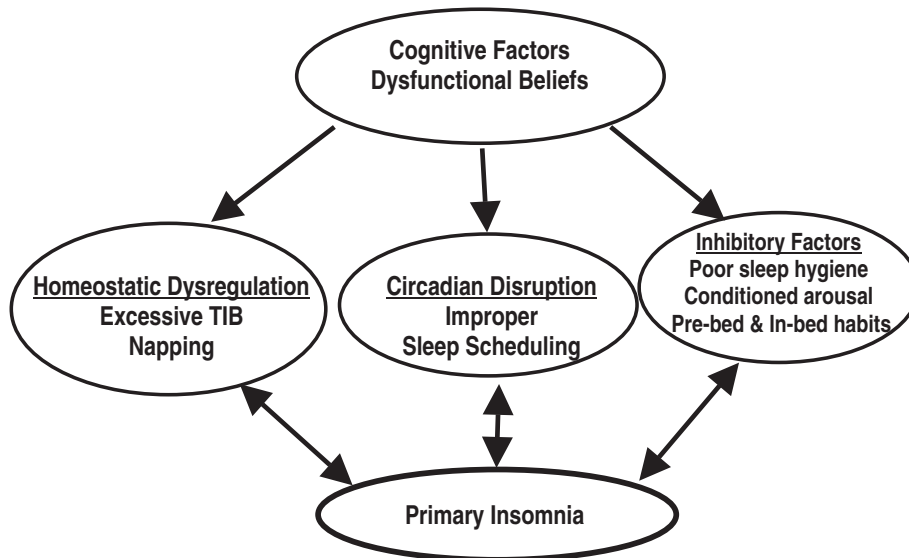 Cognitive Factors
Dysfunctional Beliefs
Homeostatic Dysregulation
Excessive TIB
Napping
Circadian Disruption
Improper
Sleep Scheduling
Inhibitory Factors
Poor sleep hygiene
Conditioned arousal
Pre-bed & In-bed habits
Primary Insomnia